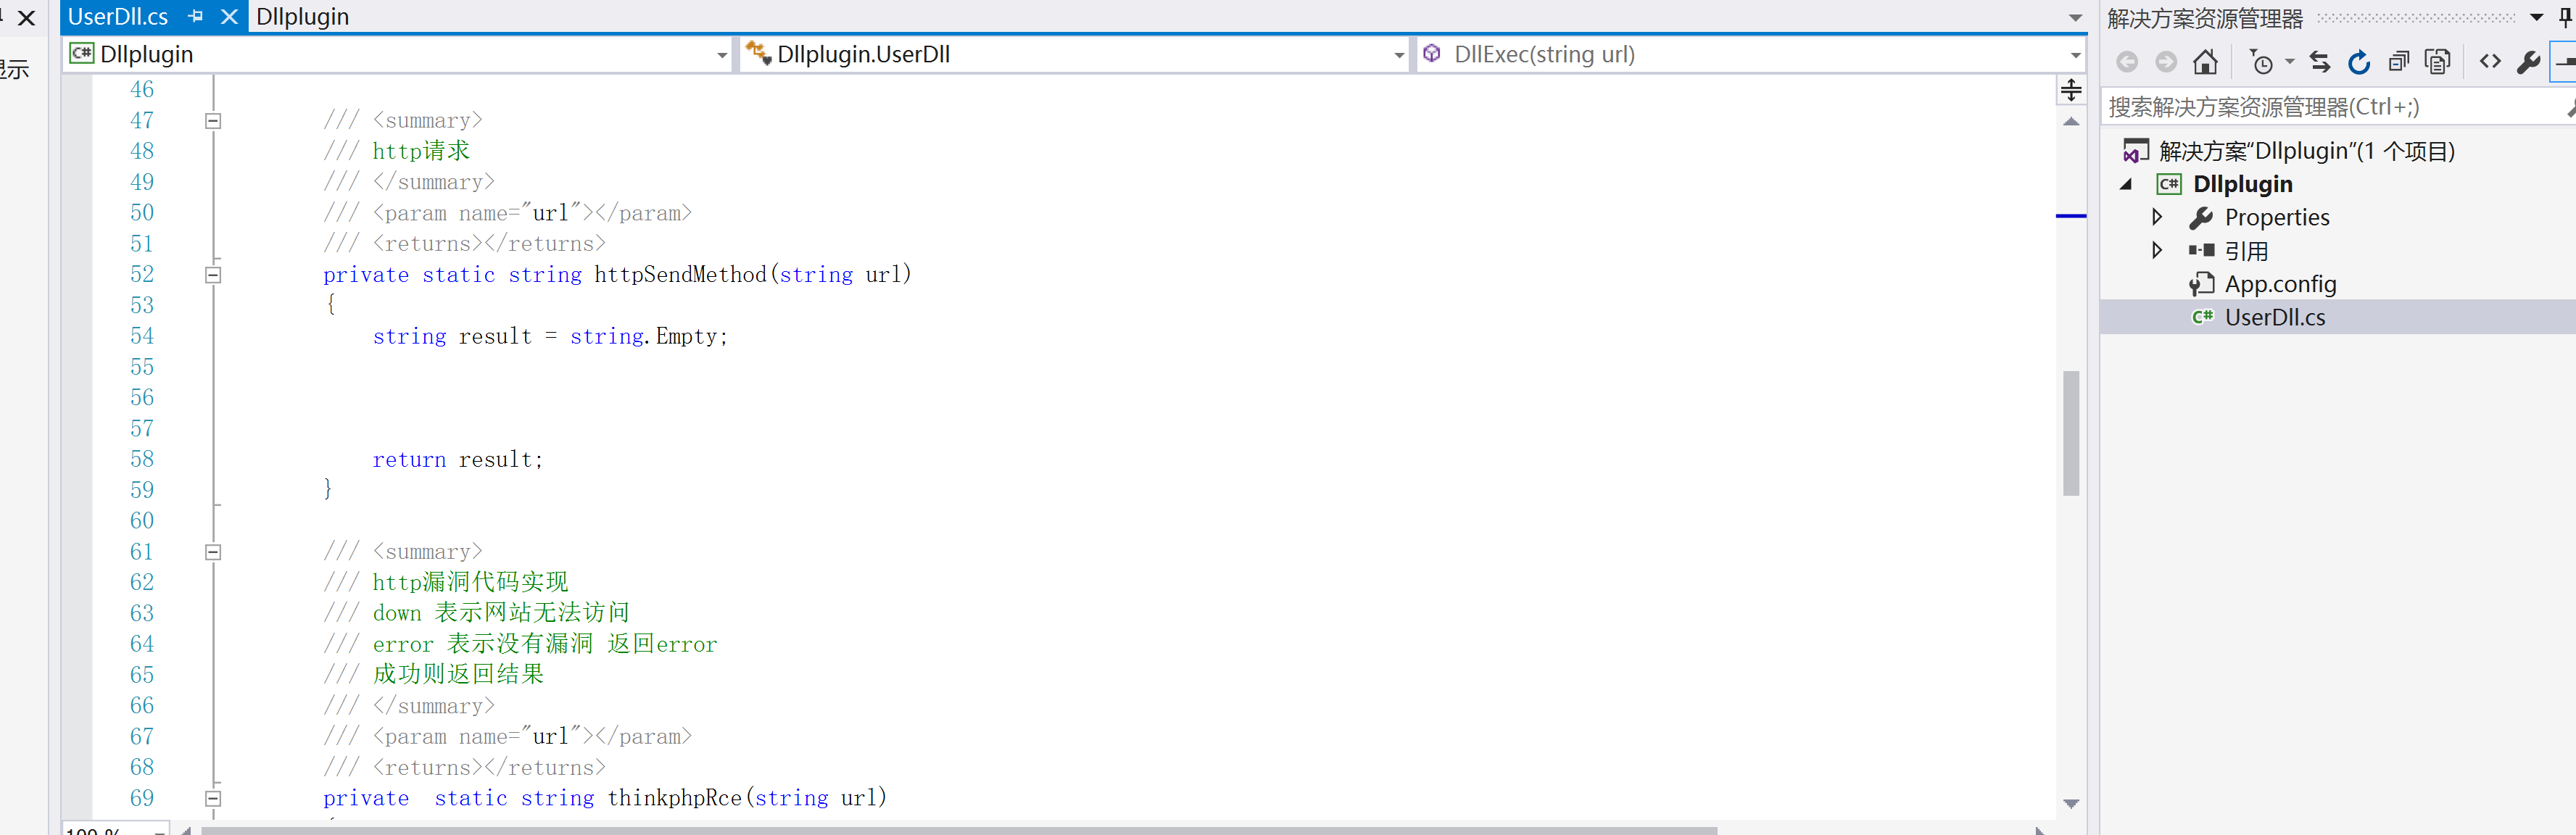 UserDll.cs Dllplugin
Dllplugin Dllplugin.UserDll DllExec(string url)
46
47 /// <summary>
48 /// http请求
49 /// </summary>
50 /// <param name="url"></param>
51 /// <returns></returns>
52 private static string httpSendMethod(string url)
53 {
54 string result = string.Empty;
55
56
57
58 return result;
59 }
60
61 /// <summary>
62 /// http漏洞代码实现
63 /// down 表示网站无法访问
64 /// error 表示没有漏洞 返回error
65 /// 成功则返回结果
66 /// </summary>
67 /// <param name="url"></param>
68 /// <returns></returns>
69 private  static string thinkphpRce(string url)
100 %
示
解决方案资源管理器
搜索解决方案资源管理器(Ctrl+;)
解决方案“Dllplugin”(1 个项目)
C# Dllplugin
Properties
引用
App.config
C# UserDll.cs